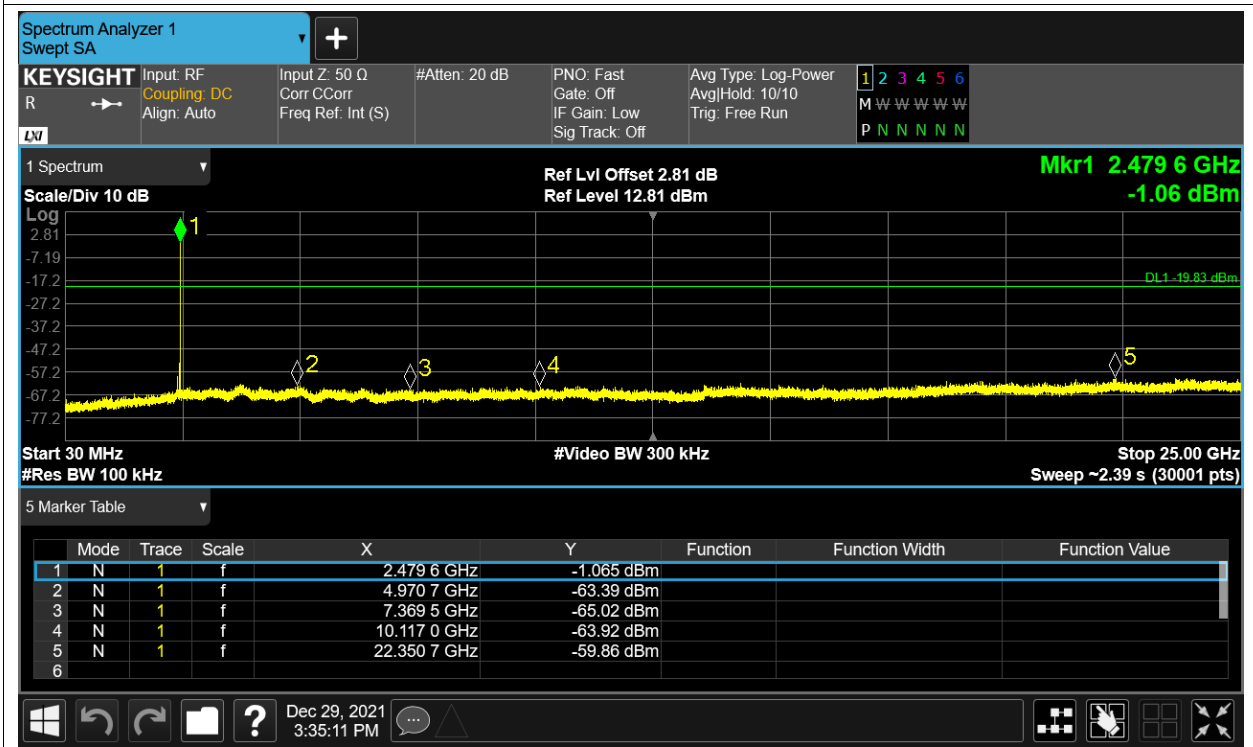 Spectrum Analyzer 1
Swept SA
KEYSIGHT Input: RF Input Z: 50 Ω #Atten: 20 dB PNO: Fast Avg Type: Log-Power 1 2 3 4 5 6
R Coupling: DC Corr CCorr Gate: Off Avg|Hold: 10/10 M W W W W W W
Align: Auto Freq Ref: Int (S) IF Gain: Low Trig: Free Run
LXI Sig Track: Off P N N N N N N
1 Spectrum Ref Lvl Offset 2.81 dB Mkr1 2.479 6 GHz
Scale/Div 10 dB Ref Level 12.81 dBm -1.06 dBm
Log
1
2.81
-7.19
-17.2 DL1 -19.83 dBm
-27.2
-37.2
-47.2
2 3 4 5
-57.2
-67.2
-77.2
Start 30 MHz #Video BW 300 kHz Stop 25.00 GHz
#Res BW 100 kHz Sweep ~2.39 s (30001 pts)
5 Marker Table
Mode Trace Scale X Y Function Function Width Function Value
1 N 1 f 2.479 6 GHz -1.065 dBm
2 N 1 f 4.970 7 GHz -63.39 dBm
3 N 1 f 7.369 5 GHz -65.02 dBm
4 N 1 f 10.117 0 GHz -63.92 dBm
5 N 1 f 22.350 7 GHz -59.86 dBm
6
? Dec 29, 2021
3:35:11 PM